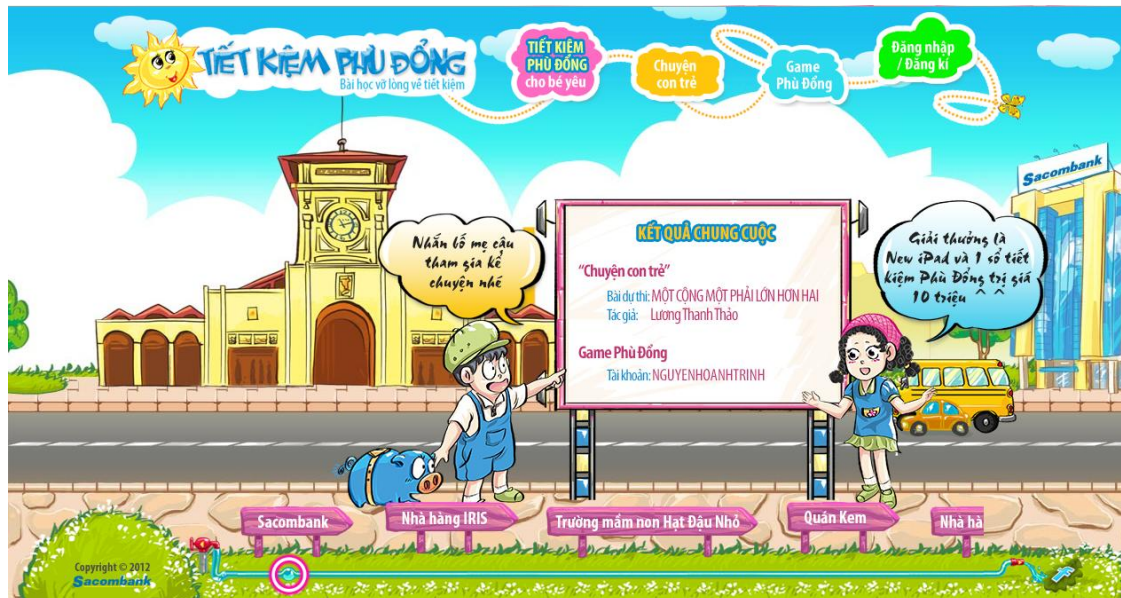 TIẾT KIỆM PHÙ ĐỔNG
Bài học vỡ lòng về tiết kiệm
TIẾT KIỆM
PHÙ ĐỔNG
cho bé yêu
Chuyện
con trẻ
Game
Phù Đổng
Đăng nhập
/ Đăng kí
Sacombank
Nhắn bố mẹ cậu
tham gia kể
chuyện nhé
KẾT QUẢ CHUNG CUỘC
"Chuyện con trẻ"
Bài dự thi: MỘT CỘNG MỘT PHẢI LỚN HƠN HAI
Tác giả: Lương Thanh Thảo
Game Phù Đổng
Tài khoản: NGUYENHOANHTRINH
Giải thưởng là
New iPad và 1 sổ tiết
kiệm Phù Đổng trị giá
10 triệu ^ ^
Sacombank
Nhà hàng IRIS
Trường mầm non Hạt Đậu Nhỏ
Quán Kem
Nhà hà
Copyright © 2012
Sacombank